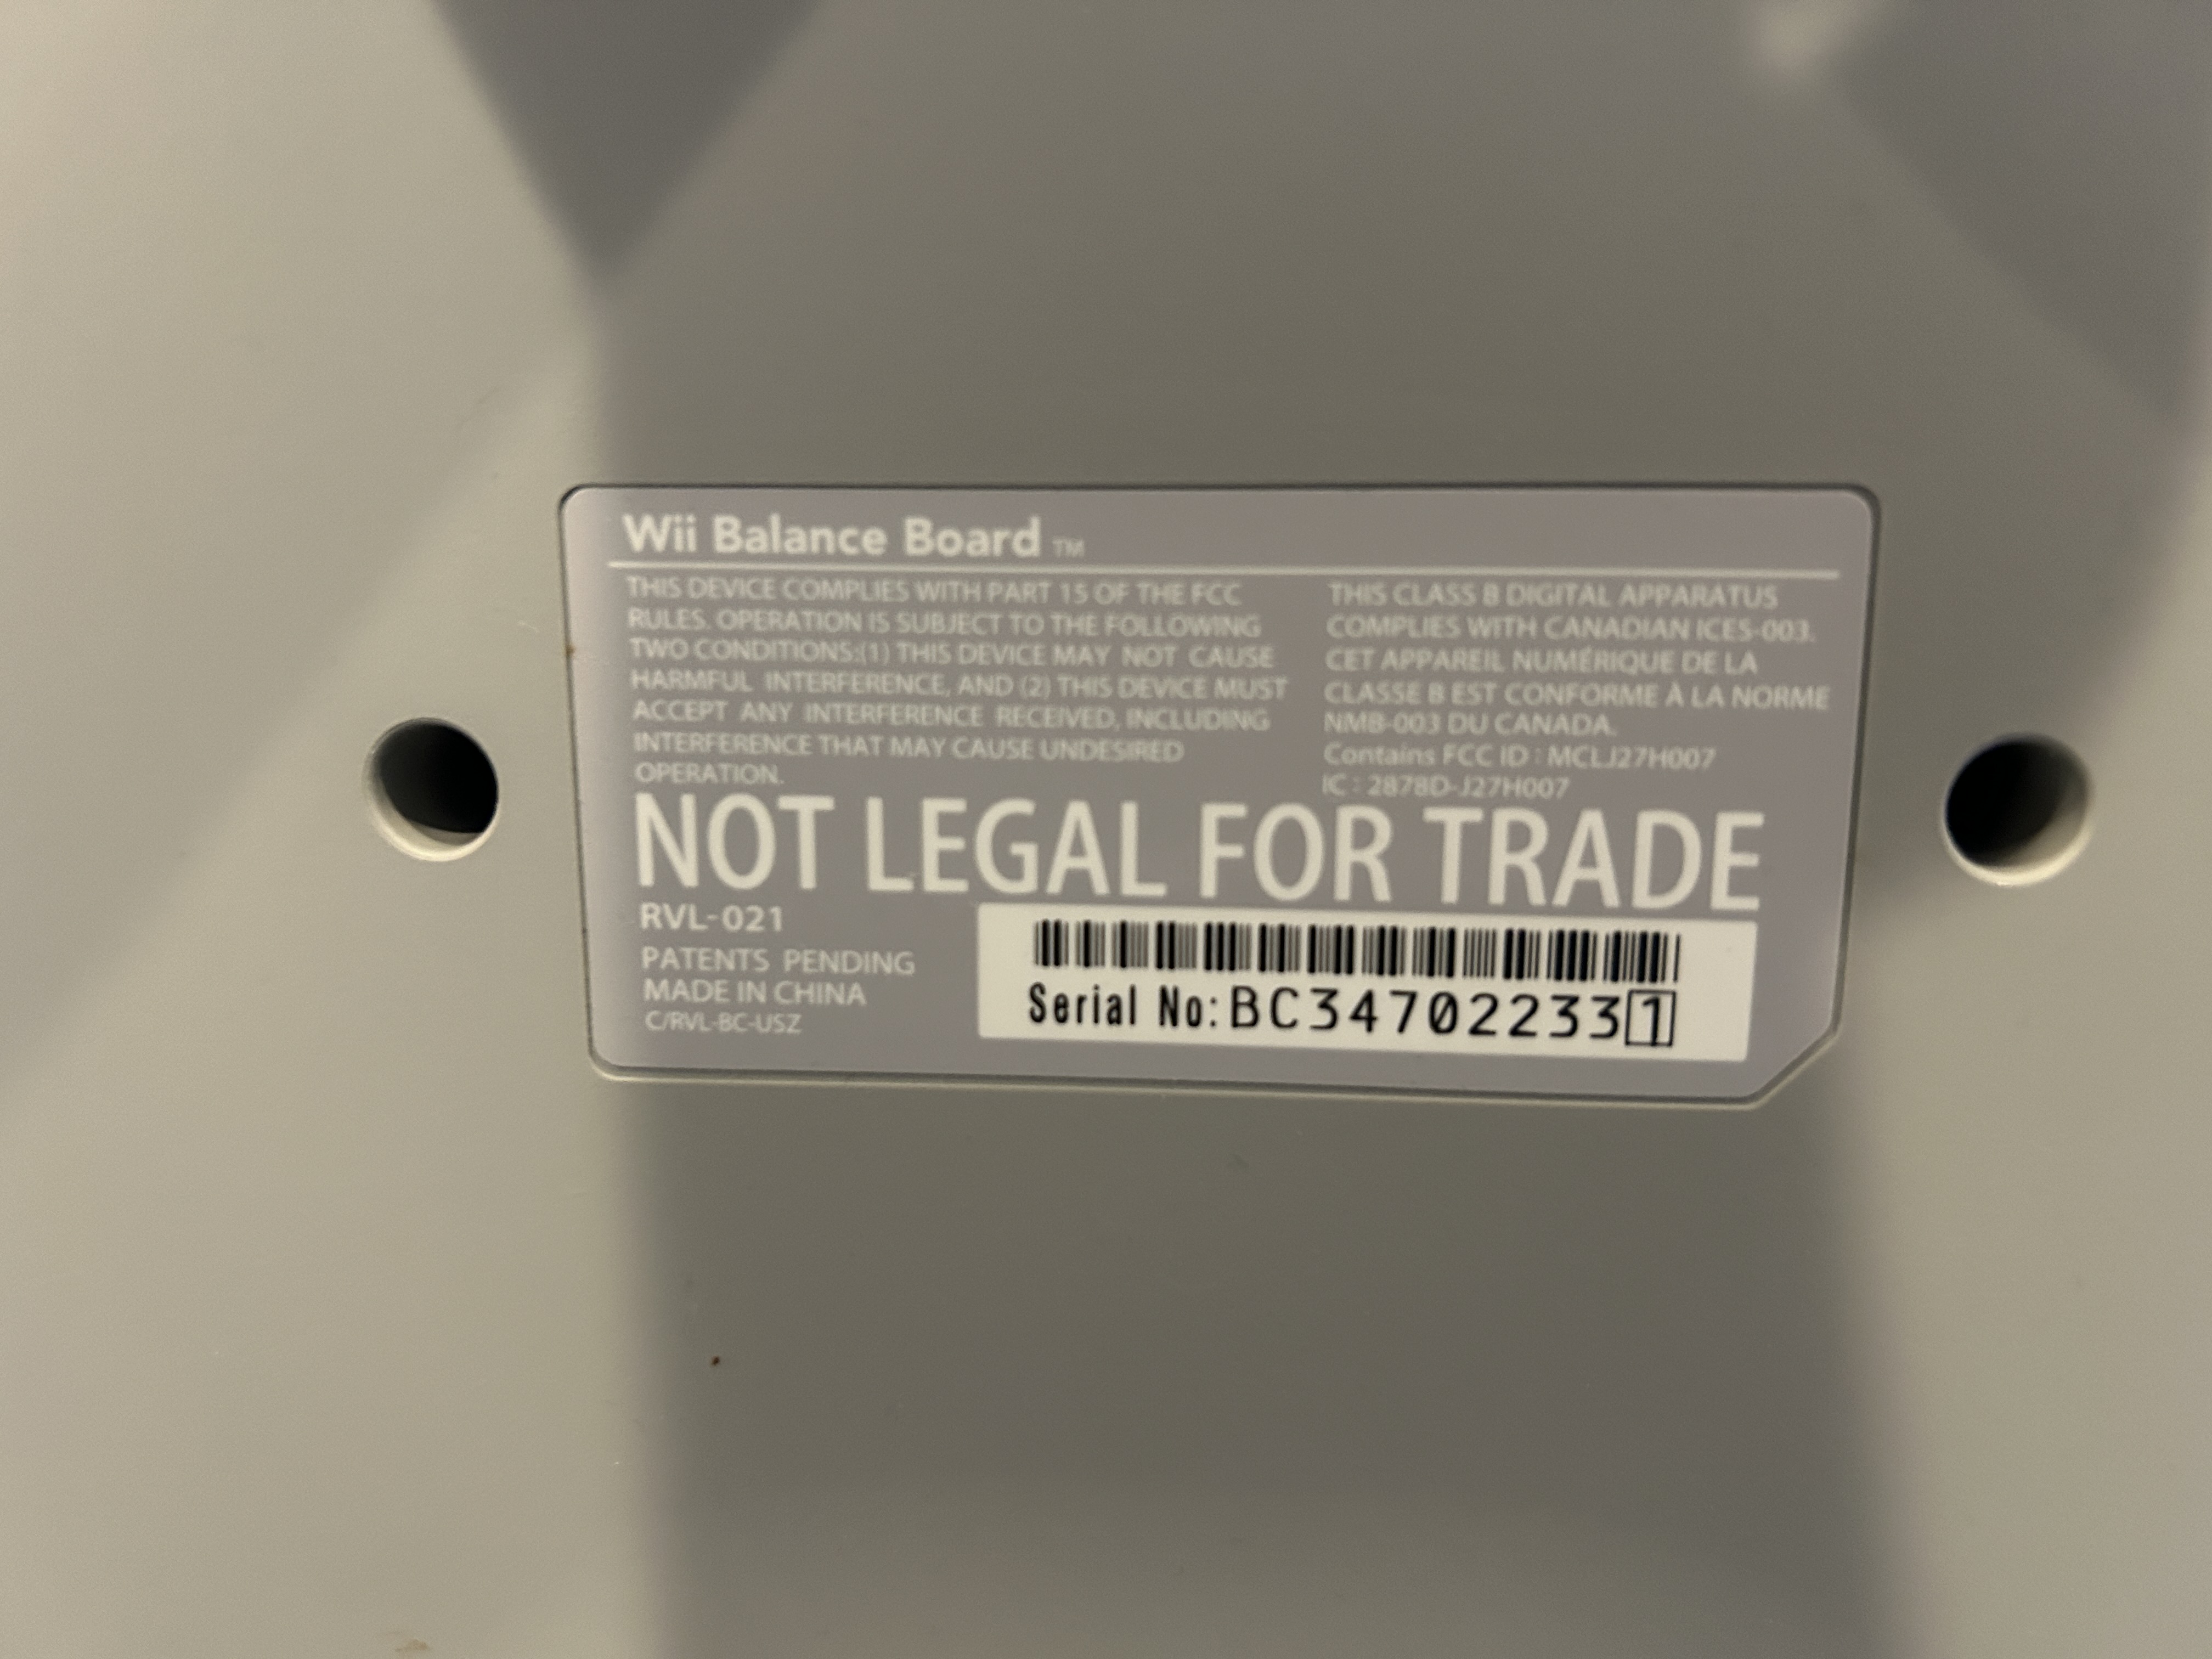 Wii Balance Board ™
THIS DEVICE COMPLIES WITH PART 15 OF THE FCC
RULES. OPERATION IS SUBJECT TO THE FOLLOWING
TWO CONDITIONS:(1) THIS DEVICE MAY NOT CAUSE
HARMFUL INTERFERENCE, AND (2) THIS DEVICE MUST
ACCEPT ANY INTERFERENCE RECEIVED, INCLUDING
INTERFERENCE THAT MAY CAUSE UNDESIRED
OPERATION.
THIS CLASS B DIGITAL APPARATUS
COMPLIES WITH CANADIAN ICES-003.
CET APPAREIL NUMÉRIQUE DE LA
CLASSE B EST CONFORME À LA NORME
NMB-003 DU CANADA.
Contains FCC ID : MCLJ27H007
IC : 2878D-J27H007
NOT LEGAL FOR TRADE
RVL-021
PATENTS PENDING
MADE IN CHINA
C/RVL-BC-USZ
Serial No:BC347022331